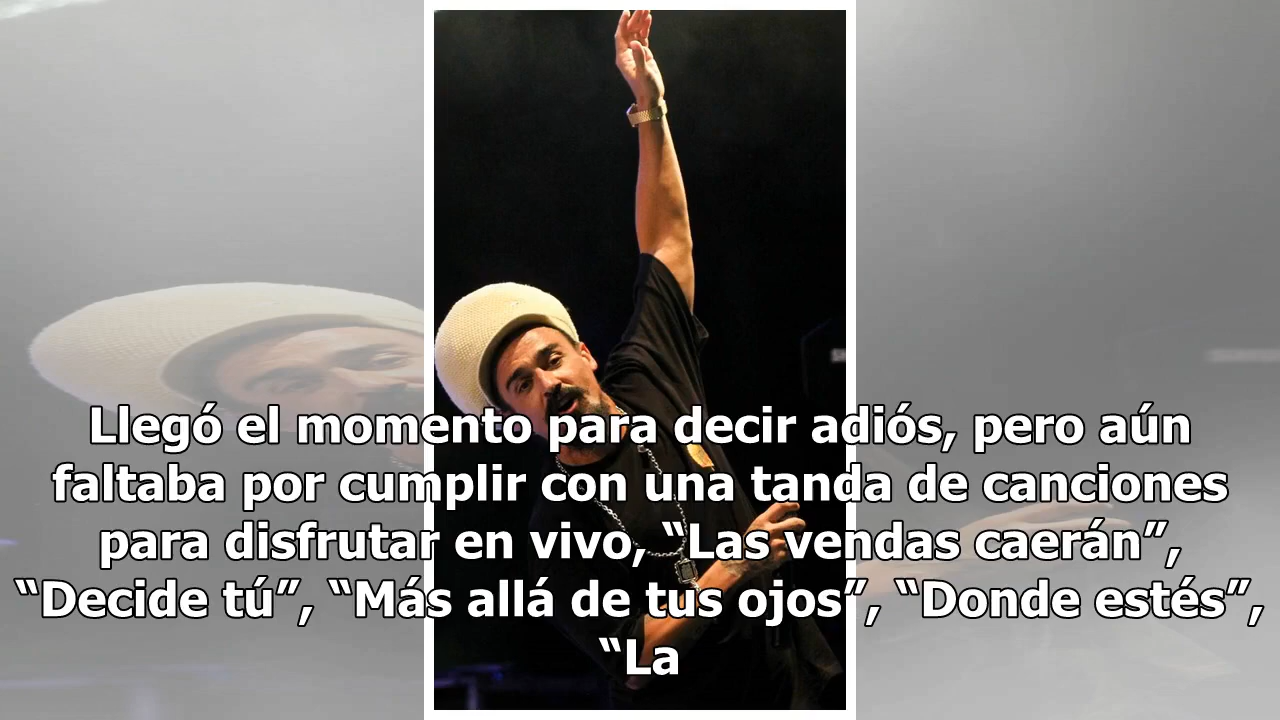 Llegó el momento para decir adiós, pero aún
faltaba por cumplir con una tanda de canciones
para disfrutar en vivo, “Las vendas caerán”,
“Decide tú”, “Más allá de tus ojos”, “Donde estés”,
“La